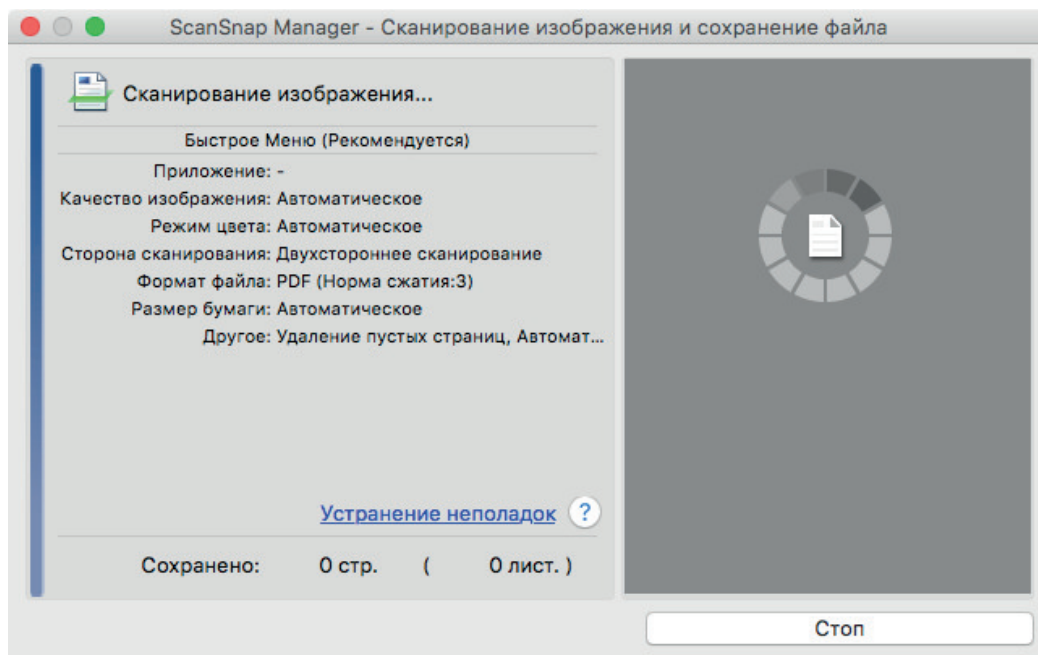 ScanSnap Manager - Сканирование изображения и сохранение файла
Сканирование изображения...
Быстрое Меню (Рекомендуется)
Приложение: -
Качество изображения: Автоматическое
Режим цвета: Автоматическое
Сторона сканирования: Двухстороннее сканирование
Формат файла: PDF (Норма сжатия:3)
Размер бумаги: Автоматическое
Другое: Удаление пустых страниц, Автомат...
Устранение неполадок ?
Сохранено: 0 стр. ( 0 лист. )
Стоп